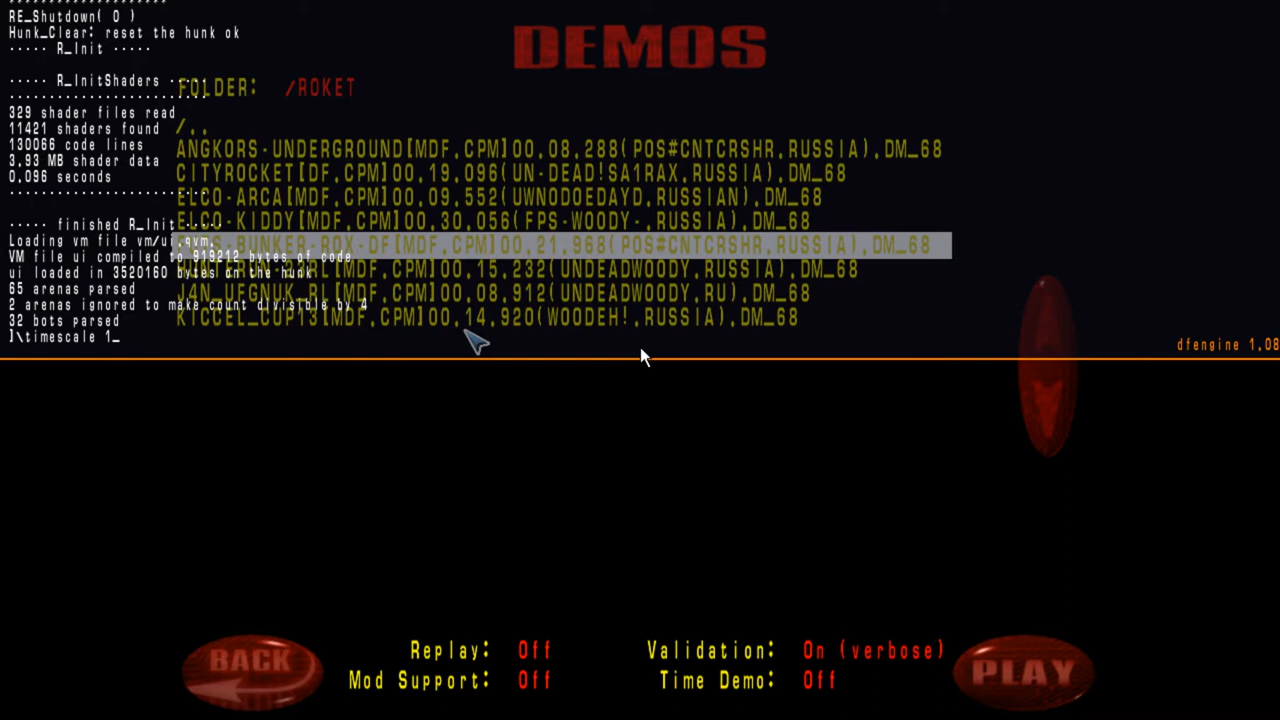 RE_Shutdown( 0 )
Hunk_Clear: reset the hunk ok
----- R_Init -----
DEMOS
----- R_InitShaders -----
FOLDER: /ROKET
329 shader files read
11421 shaders found
130066 code lines
3.93 MB shader data
0.096 seconds
/..
ANGKORS-UNDERGROUND[MDF.CPM]00.08.288(POS#CNTCRSHR.RUSSIA).DM_68
CITYROCKET[DF.CPM]00.19.096(UN-DEAD!SA1RAX.RUSSIA).DM_68
ELCO-ARCA[MDF.CPM]00.09.552(UWNODOEDAYD.RUSSIAN).DM_68
ELCO-KIDDY[MDF.CPM]00.30.056(FPS-WOODY-.RUSSIA).DM_68
----- finished R_Init -----
Loading vm file vm/ui.qvm.
-BUNKER-ROX-DF[MDF.CPM]00.21.968(POS#CNTCRSHR.RUSSIA).DM_68
VM file ui compiled to 919212 bytes of code
ui loaded in 3520160 bytes on the hunk
[MDF.CPM]00.15.232(UNDEADWOODY.RUSSIA).DM_68
65 arenas parsed
J4N_UFGNUK_RL[MDF.CPM]00.08.912(UNDEADWOODY.RU).DM_68
2 arenas ignored to make count divisible by 4
32 bots parsed
KICCEL_CUP13[MDF.CPM]00.14.920(WOODEH!.RUSSIA).DM_68
]\timescale 1_
dfengine 1.08
Replay: Off
Validation: On (verbose)
BACK
PLAY
Mod Support: Off
Time Demo: Off